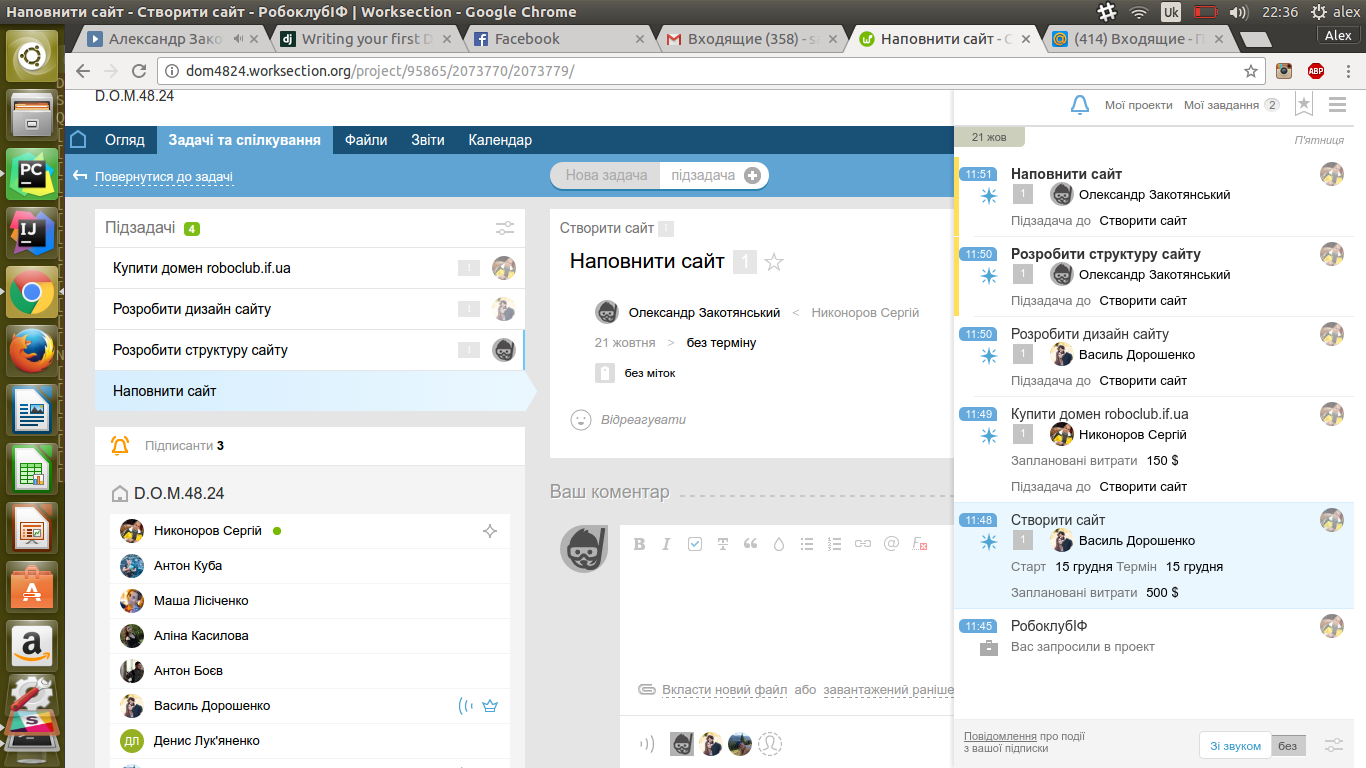 Наповнити сайт - Створити сайт - РобоклубІФ | Worksection - Google Chrome
Uk
22:36
alex
Александр Зако
Writing your first D
Facebook
Входящие (358) - s
Наповнити сайт - С
(414) Входящие - П
Alex
dom4824.worksection.org/project/95865/2073770/2073779/
ABP
D.O.M.48.24
Мої проекти
Мої завдання 2
Огляд
Задачі та спілкування
Файли
Звіти
Календар
Повернутися до задачі
Нова задача
підзадача
Підзадачі 4
Купити домен roboclub.if.ua 1
Розробити дизайн сайту 1
Розробити структуру сайту 1
Наповнити сайт
Підписанти 3
D.O.M.48.24
Никоноров Сергій
Антон Куба
Маша Лісіченко
Аліна Касилова
Антон Боєв
Василь Дорошенко
ДЛ Денис Лук'яненко
Створити сайт 1
Наповнити сайт 1
Олександр Закотянський < Никоноров Сергій
21 жовтня > без терміну
без міток
Відреагувати
Ваш коментар
B I T
Вкласти новий файл або завантажений раніше
21 жов
П'ятниця
11:51 Наповнити сайт
1 Олександр Закотянський
Підзадача до Створити сайт
11:50 Розробити структуру сайту
1 Олександр Закотянський
Підзадача до Створити сайт
11:50 Розробити дизайн сайту
1 Василь Дорошенко
Підзадача до Створити сайт
11:49 Купити домен roboclub.if.ua
1 Никоноров Сергій
Заплановані витрати 150 $
Підзадача до Створити сайт
11:48 Створити сайт
1 Василь Дорошенко
Старт 15 грудня Термін 15 грудня
Заплановані витрати 500 $
11:45 РобоклубІФ
Вас запросили в проект
Повідомлення про події
з вашої підписки
Зі звуком
без
PC
IJ